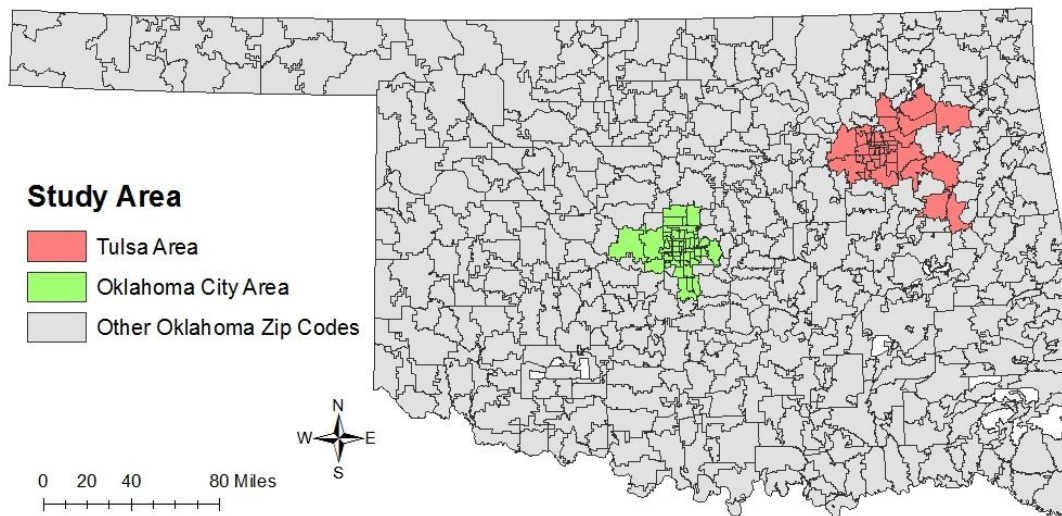 Study Area
Tulsa Area
Oklahoma City Area
Other Oklahoma Zip Codes
N
W E
S
0 20 40 80 Miles